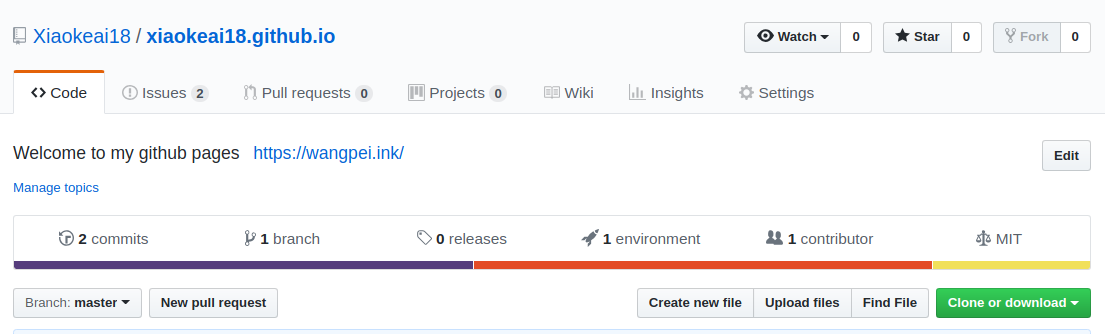 Xiaokeai18 / xiaokeai18.github.io Watch 0 Star 0 Fork 0
Code Issues 2 Pull requests 0 Projects 0 Wiki Insights Settings
Welcome to my github pages https://wangpei.ink/ Edit
Manage topics
2 commits 1 branch 0 releases 1 environment 1 contributor MIT
Branch: master New pull request Create new file Upload files Find File Clone or download